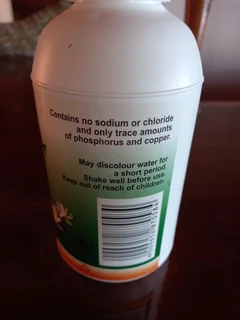 Contains no sodium or chloride
and only trace amounts
of phosphorus and copper.
May discolour water for
a short period.
Shake well before use.
Keep out of reach of children.